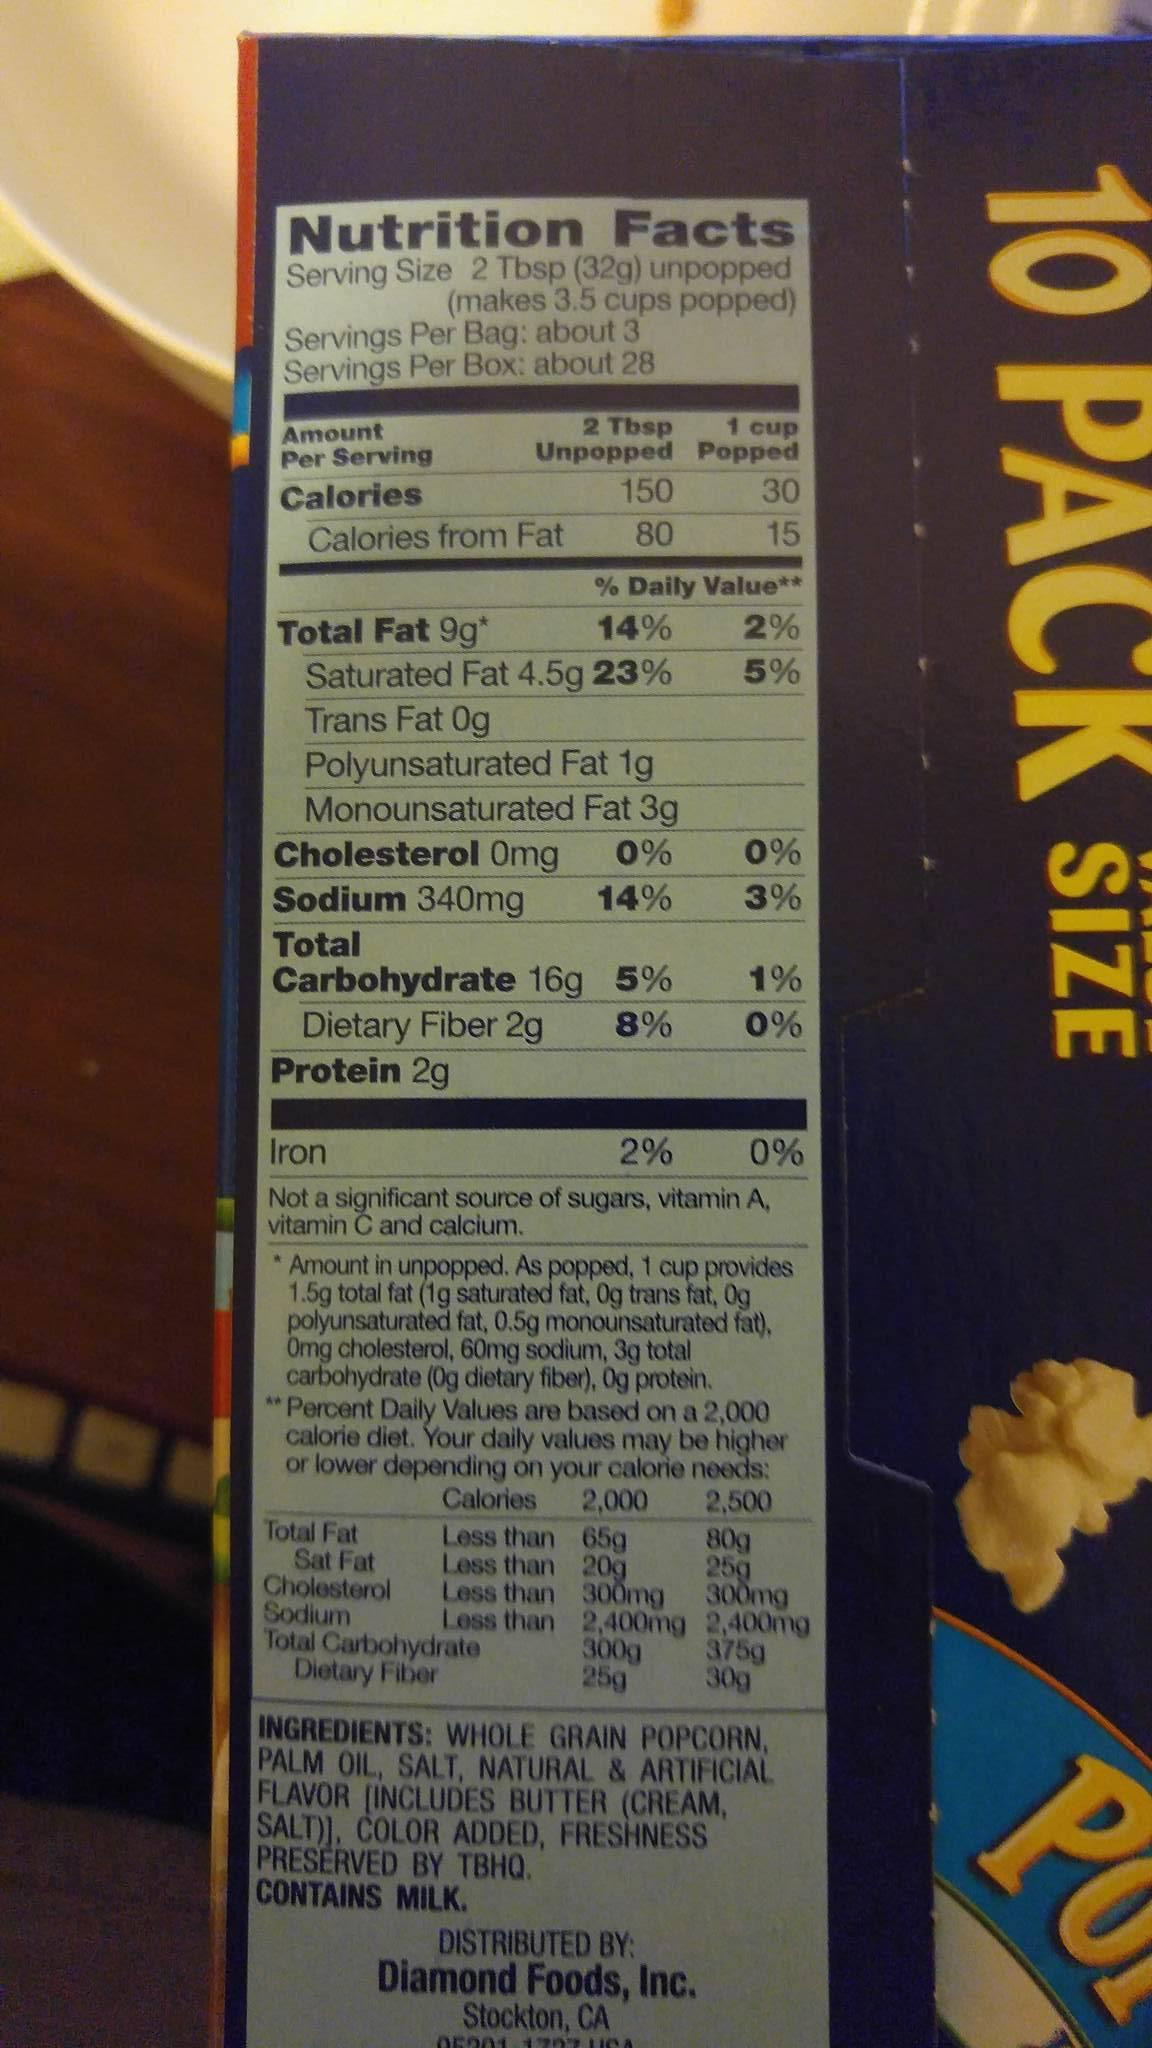 Nutrition Facts
Serving Size 2 Tbsp (32g) unpopped
(makes 3.5 cups popped)
Servings Per Bag: about 3
Servings Per Box: about 28
Amount Per Serving 2 Tbsp Unpopped 1 cup Popped
Calories 150 30
Calories from Fat 80 15
% Daily Value**
Total Fat 9g* 14% 2%
Saturated Fat 4.5g 23% 5%
Trans Fat 0g
Polyunsaturated Fat 1g
Monounsaturated Fat 3g
Cholesterol 0mg 0% 0%
Sodium 340mg 14% 3%
Total
Carbohydrate 16g 5% 1%
Dietary Fiber 2g 8% 0%
Protein 2g
Iron 2% 0%
Not a significant source of sugars, vitamin A,
vitamin C and calcium.
* Amount in unpopped. As popped, 1 cup provides
1.5g total fat (1g saturated fat, 0g trans fat, 0g
polyunsaturated fat, 0.5g monounsaturated fat),
0mg cholesterol, 60mg sodium, 3g total
carbohydrate (0g dietary fiber), 0g protein.
** Percent Daily Values are based on a 2,000
calorie diet. Your daily values may be higher
or lower depending on your calorie needs:
Calories 2,000 2,500
Total Fat Less than 65g 80g
Sat Fat Less than 20g 25g
Cholesterol Less than 300mg 300mg
Sodium Less than 2,400mg 2,400mg
Total Carbohydrate 300g 375g
Dietary Fiber 25g 30g
INGREDIENTS: WHOLE GRAIN POPCORN,
PALM OIL, SALT, NATURAL & ARTIFICIAL
FLAVOR [INCLUDES BUTTER (CREAM,
SALT)], COLOR ADDED, FRESHNESS
PRESERVED BY TBHQ.
CONTAINS MILK.
DISTRIBUTED BY:
Diamond Foods, Inc.
Stockton, CA
10 PACK
SIZE